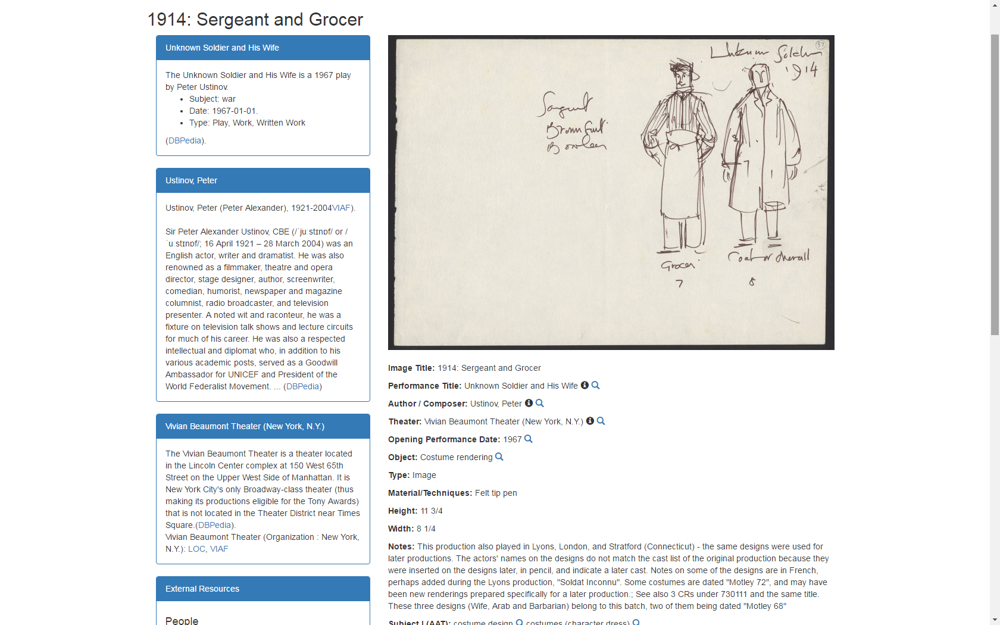 1914: Sergeant and Grocer
Unknown Soldier and His Wife
The Unknown Soldier and His Wife is a 1967 play
by Peter Ustinov.
Subject: war
Date: 1967-01-01.
Type: Play, Work, Written Work
(DBPedia).
Ustinov, Peter
Ustinov, Peter (Peter Alexander), 1921-2004VIAF).
Sir Peter Alexander Ustinov, CBE (/ˈjuːstɪnɒf/ or /
ˈuːstɪnɒf/; 16 April 1921 – 28 March 2004) was an
English actor, writer and dramatist. He was also
renowned as a filmmaker, theatre and opera
director, stage designer, author, screenwriter,
comedian, humorist, newspaper and magazine
columnist, radio broadcaster, and television
presenter. A noted wit and raconteur, he was a
fixture on television talk shows and lecture circuits
for much of his career. He was also a respected
intellectual and diplomat who, in addition to his
various academic posts, served as a Goodwill
Ambassador for UNICEF and President of the
World Federalist Movement. ... (DBPedia)
Vivian Beaumont Theater (New York, N.Y.)
The Vivian Beaumont Theater is a theater located
in the Lincoln Center complex at 150 West 65th
Street on the Upper West Side of Manhattan. It is
New York City's only Broadway-class theater (thus
making its productions eligible for the Tony Awards)
that is not located in the Theater District near Times
Square.(DBPedia).
Vivian Beaumont Theater (Organization : New York,
N.Y.): LOC, VIAF
External Resources
People
57
Unknown Soldier
'1914
Sargent
Brown
Grocer
Coat or overall
7
8
Image Title: 1914: Sergeant and Grocer
Performance Title: Unknown Soldier and His Wife
Author / Composer: Ustinov, Peter
Theater: Vivian Beaumont Theater (New York, N.Y.)
Opening Performance Date: 1967
Object: Costume rendering
Type: Image
Material/Techniques: Felt tip pen
Height: 11 3/4
Width: 8 1/4
Notes: This production also played in Lyons, London, and Stratford (Connecticut) - the same designs were used for
later productions. The actors' names on the designs do not match the cast list of the original production because they
were inserted on the designs later, in pencil, and indicate a later cast. Notes on some of the designs are in French,
perhaps added during the Lyons production, "Soldat Inconnu". Some costumes are dated "Motley 72", and may have
been new renderings prepared specifically for a later production.; See also 3 CRs under 730111 and the same title.
These three designs (Wife, Arab and Barbarian) belong to this batch, two of them being dated "Motley 68"
Subject I (AAT): costume design costumes (character dress)